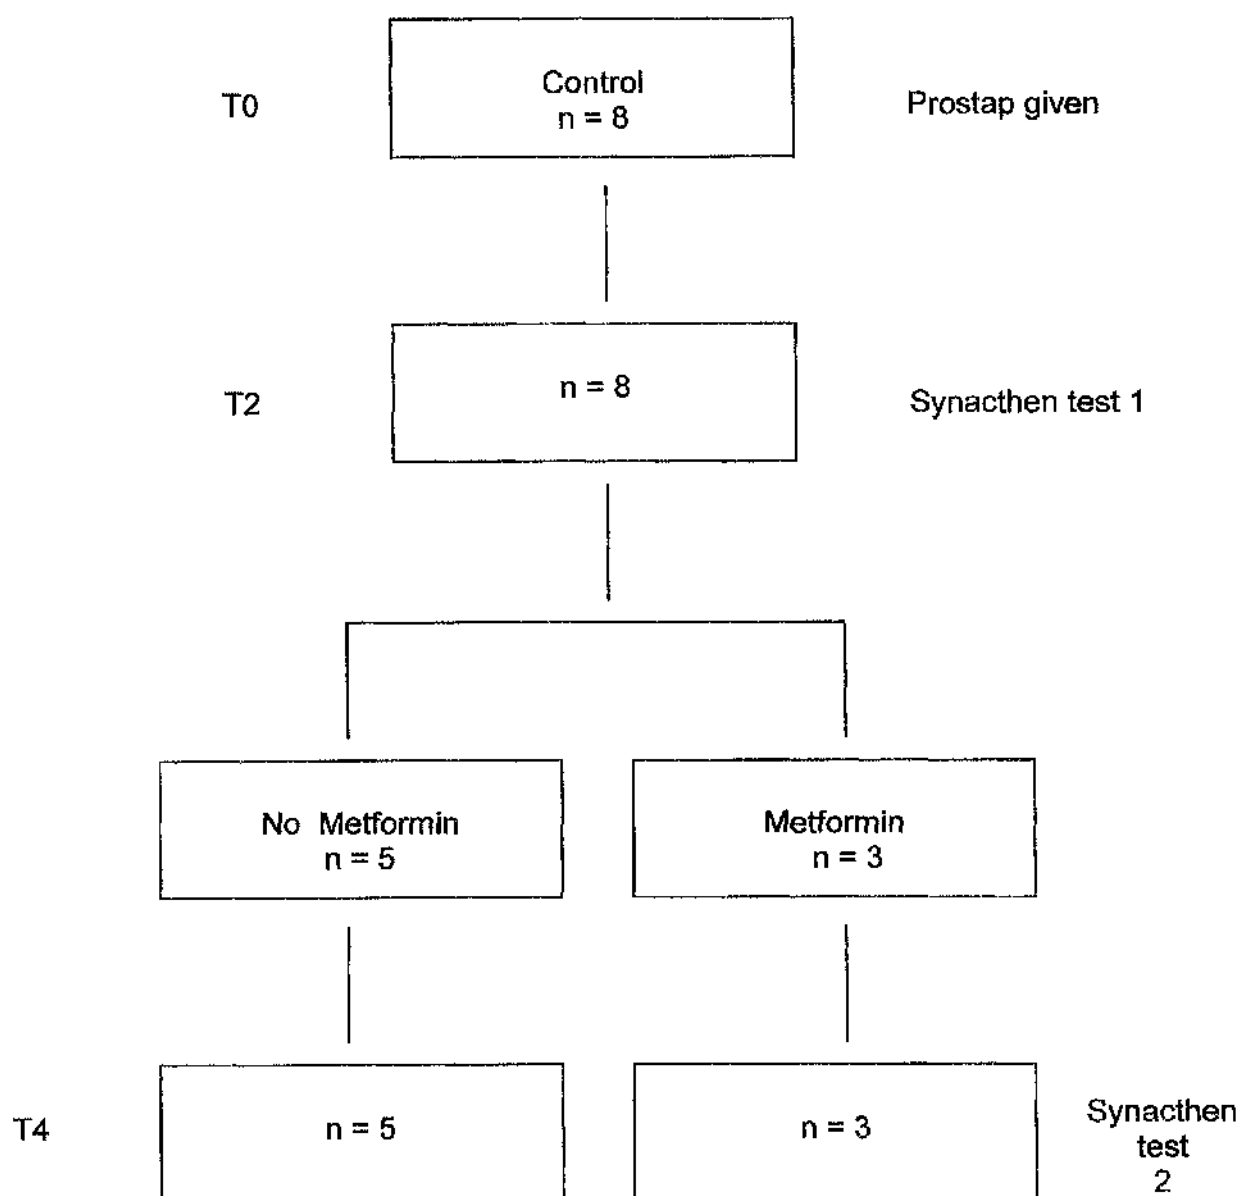 Control
T0
n = 8
Prostap given
n = 8
T2
Synacthen test 1
No Metformin
n = 5
Metformin
n = 3
T4
n = 5
n = 3
Synacthen
test
2